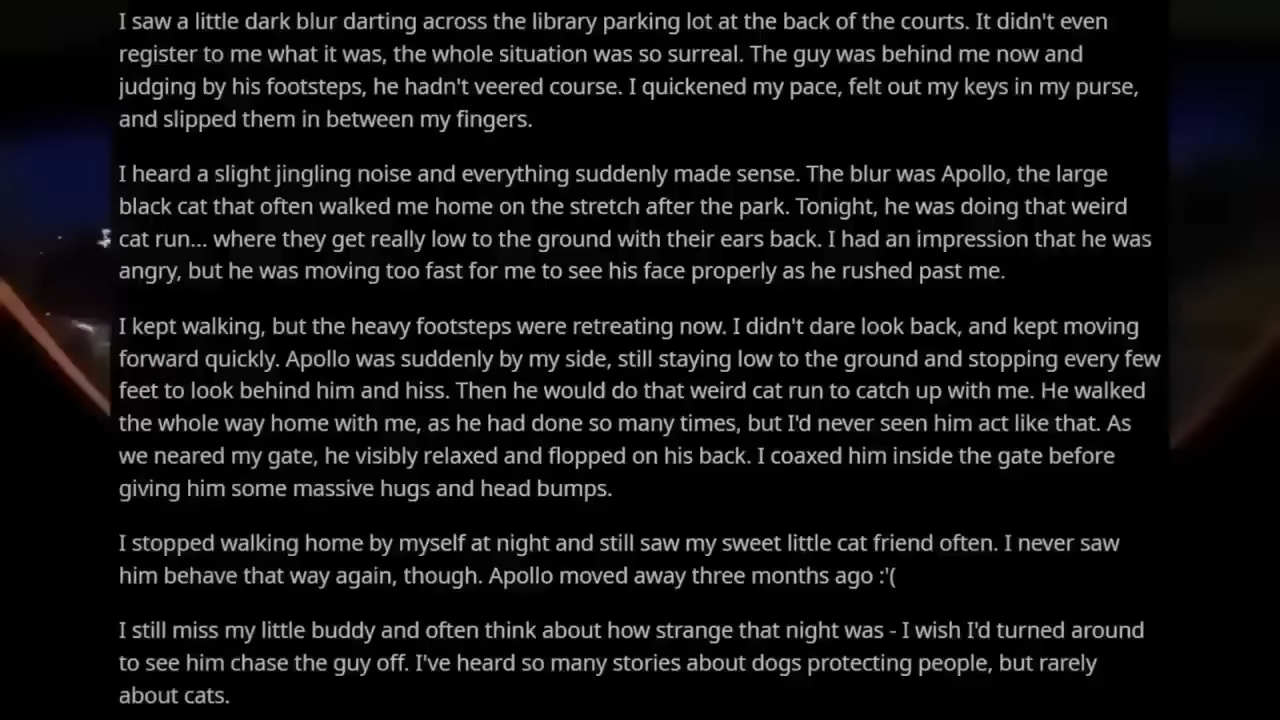 I saw a little dark blur darting across the library parking lot at the back of the courts. It didn't even
register to me what it was, the whole situation was so surreal. The guy was behind me now and
judging by his footsteps, he hadn't veered course. I quickened my pace, felt out my keys in my purse,
and slipped them in between my fingers.
I heard a slight jingling noise and everything suddenly made sense. The blur was Apollo, the large
black cat that often walked me home on the stretch after the park. Tonight, he was doing that weird
cat run... where they get really low to the ground with their ears back. I had an impression that he was
angry, but he was moving too fast for me to see his face properly as he rushed past me.
I kept walking, but the heavy footsteps were retreating now. I didn't dare look back, and kept moving
forward quickly. Apollo was suddenly by my side, still staying low to the ground and stopping every few
feet to look behind him and hiss. Then he would do that weird cat run to catch up with me. He walked
the whole way home with me, as he had done so many times, but I'd never seen him act like that. As
we neared my gate, he visibly relaxed and flopped on his back. I coaxed him inside the gate before
giving him some massive hugs and head bumps.
I stopped walking home by myself at night and still saw my sweet little cat friend often. I never saw
him behave that way again, though. Apollo moved away three months ago :'(
I still miss my little buddy and often think about how strange that night was - I wish I'd turned around
to see him chase the guy off. I've heard so many stories about dogs protecting people, but rarely
about cats.